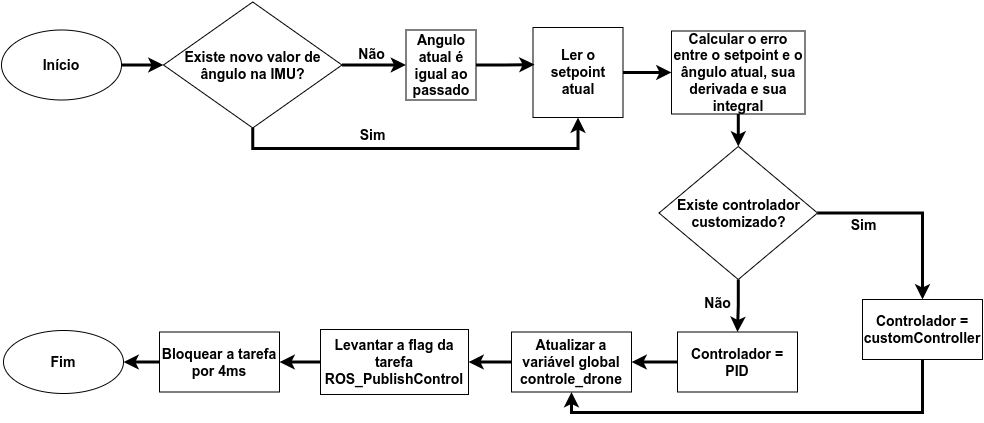 Início
Existe novo valor de
ângulo na IMU?
Não
Angulo
atual é
igual ao
passado
Sim
Ler o
setpoint
atual
Calcular o erro
entre o setpoint e o
ângulo atual, sua
derivada e sua
integral
Existe controlador
customizado?
Sim
Não
Controlador =
customController
Controlador =
PID
Atualizar a
variável global
controle_drone
Levantar a flag da
tarefa
ROS_PublishControl
Bloquear a tarefa
por 4ms
Fim